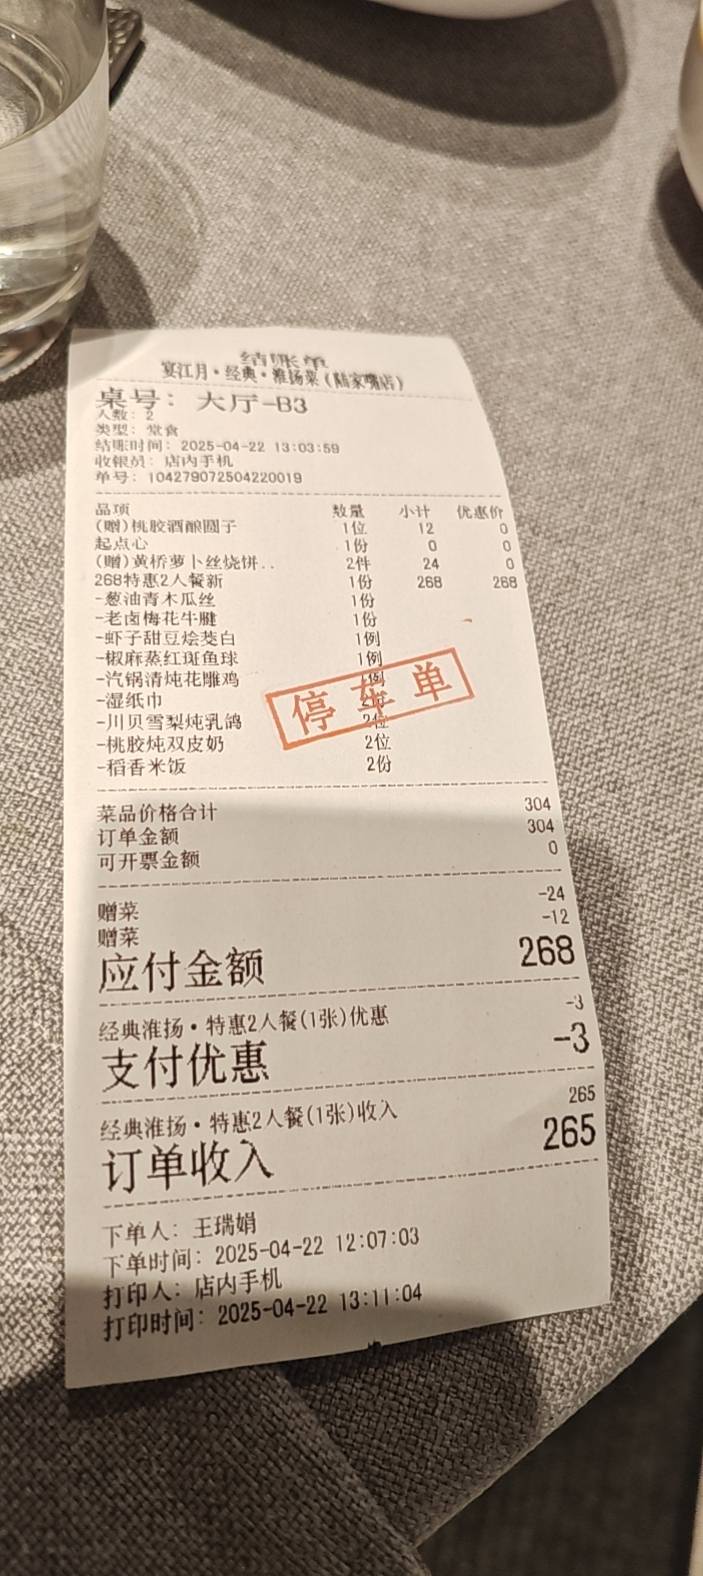 结账单
宴江月·经典·淮扬菜(陆家嘴店)
桌号: 大厅-B3
人数: 2
类型: 堂食
结账时间: 2025-04-22 13:03:59
收银员: 店内手机
单号: 104279072504220019
品项 数量 小计 优惠价
(赠)桃胶酒酿圆子 1位 12 0
起点心 1份 0 0
(赠)黄桥萝卜丝烧饼.. 2件 24 0
268特惠2人餐新 1份 268 268
-葱油青木瓜丝 1份
-老卤梅花牛腱 1份
-虾子甜豆烩茭白 1例
-椒麻蒸红斑鱼球 1例
-汽锅清炖花雕鸡 1例
-湿纸巾
-川贝雪梨炖乳鸽 2位
-桃胶炖双皮奶 2位
-稻香米饭 2份
停车单
菜品价格合计 304
订单金额 304
可开票金额 0
赠菜 -24
赠菜 -12
应付金额 268
经典淮扬·特惠2人餐(1张)优惠 -3
支付优惠 -3
经典淮扬·特惠2人餐(1张)收入 265
订单收入 265
下单人: 王瑞娟
下单时间: 2025-04-22 12:07:03
打印人: 店内手机
打印时间: 2025-04-22 13:11:04